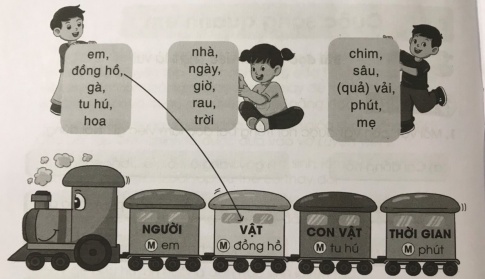 em,
đồng hồ,
gà,
tu hú,
hoa
nhà,
ngày,
giờ,
rau,
trời
chim,
sâu,
(quả) vải,
phút,
mẹ
NGƯỜI
M em
VẬT
M đồng hồ
CON VẬT
M tu hú
THỜI GIAN
M phút